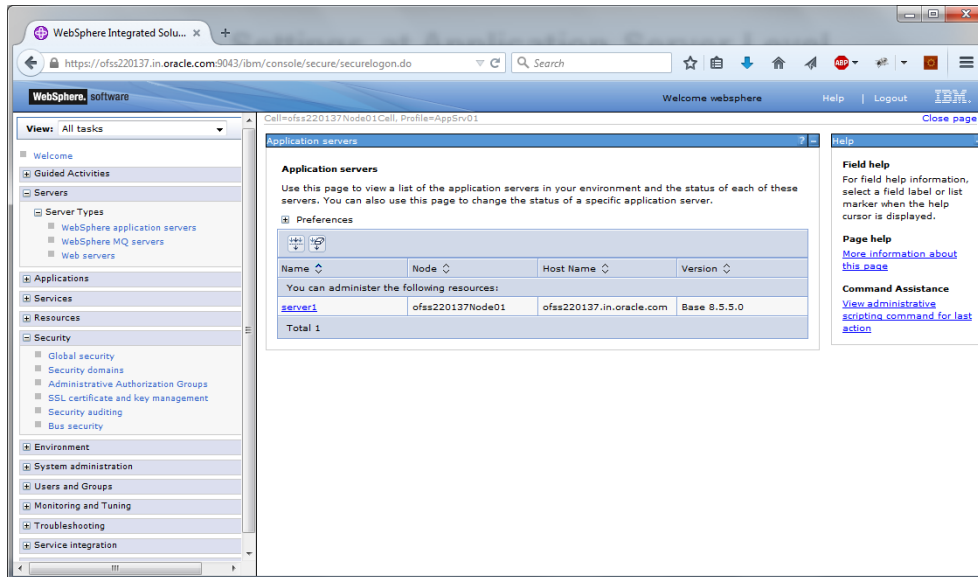 WebSphere Integrated Solu...
Settings at Application Server Level
https://ofss220137.in.oracle.com:9043/ibm/console/secure/securelogon.do
Search
ABP
WebSphere. software
Welcome websphere
Help | Logout
IBM.
View: All tasks
Welcome
Guided Activities
Servers
Server Types
WebSphere application servers
WebSphere MQ servers
Web servers
Applications
Services
Resources
Security
Global security
Security domains
Administrative Authorization Groups
SSL certificate and key management
Security auditing
Bus security
Environment
System administration
Users and Groups
Monitoring and Tuning
Troubleshooting
Service integration
Cell=ofss220137Node01Cell, Profile=AppSrv01
Close page
Application servers
?
Application servers
Use this page to view a list of the application servers in your environment and the status of each of these
servers. You can also use this page to change the status of a specific application server.
Preferences
Name Node Host Name Version
You can administer the following resources:
server1 ofss220137Node01 ofss220137.in.oracle.com Base 8.5.5.0
Total 1
Help
Field help
For field help information,
select a field label or list
marker when the help
cursor is displayed.
Page help
More information about
this page
Command Assistance
View administrative
scripting command for last
action